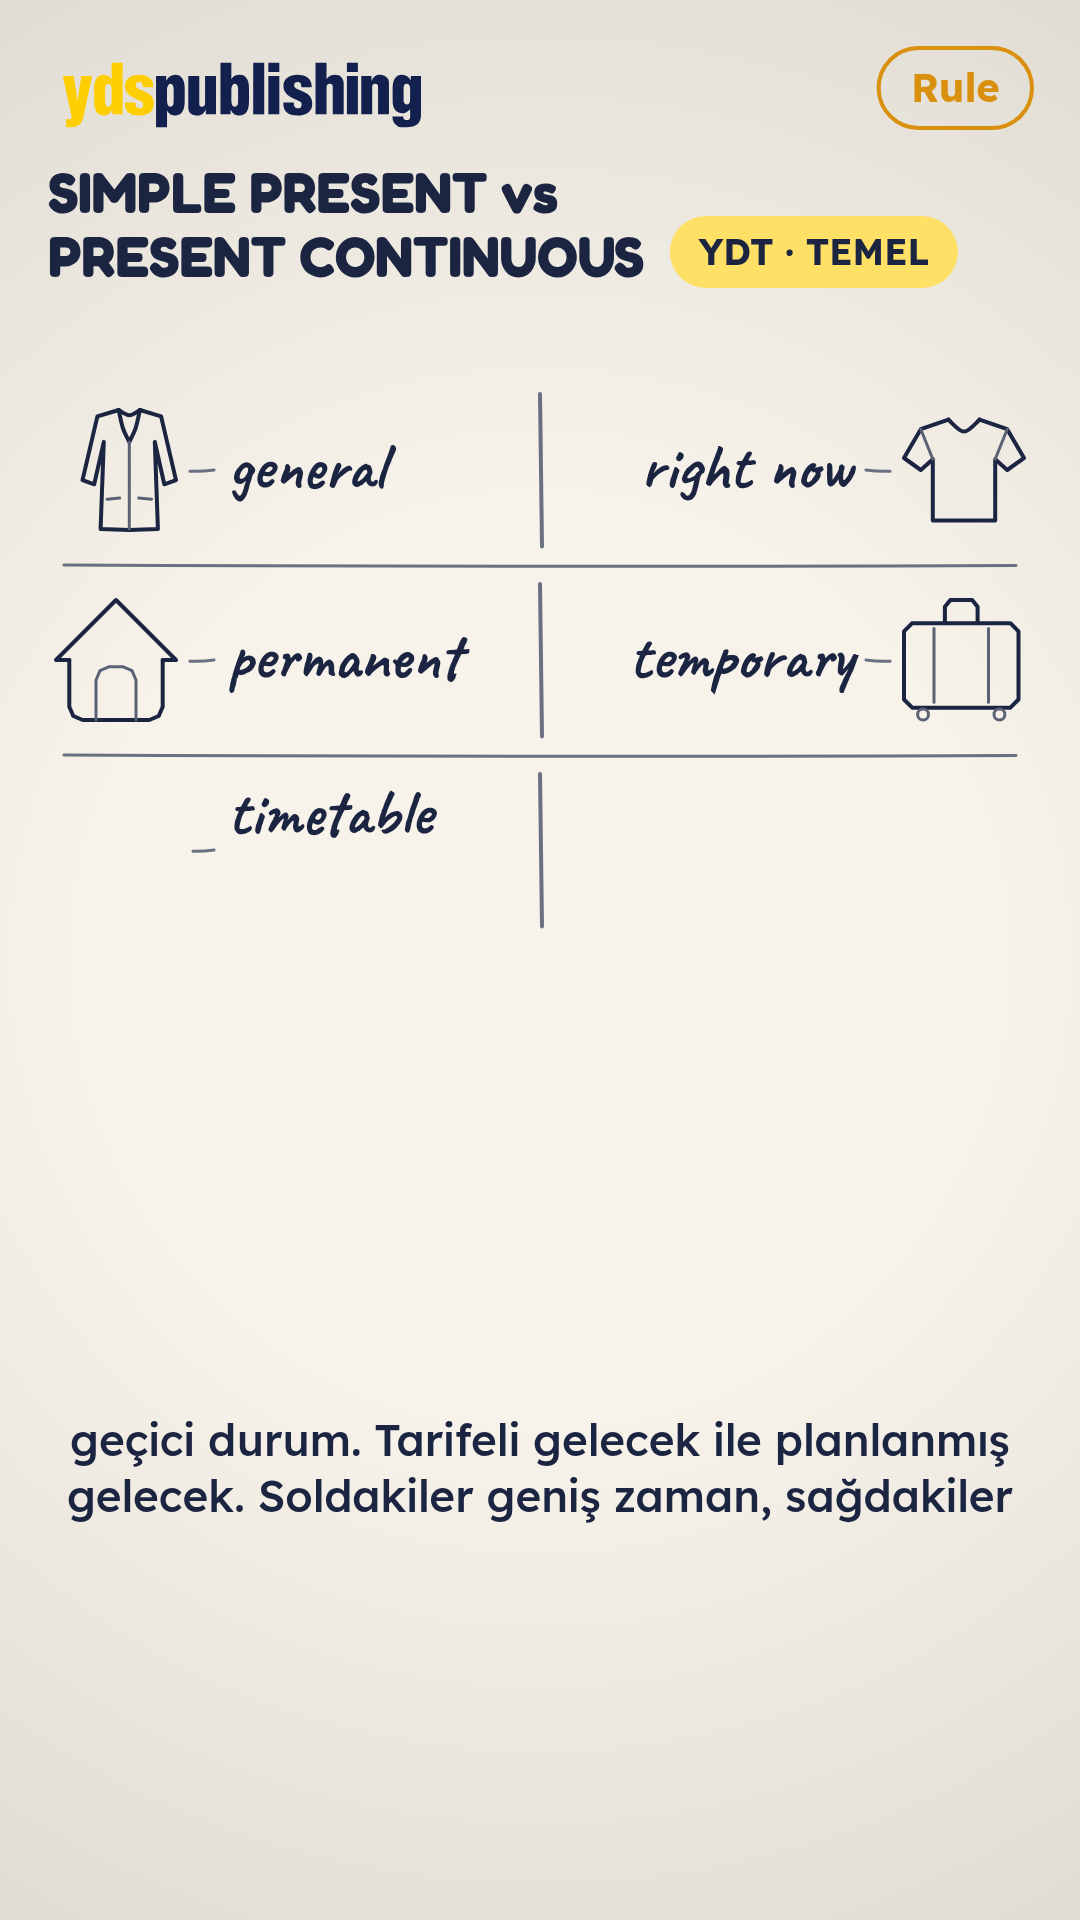 ydspublishing
Rule
SIMPLE PRESENT vs
PRESENT CONTINUOUS
YDT · TEMEL
general
right now
permanent
temporary
timetable
geçici durum. Tarifeli gelecek ile planlanmış
gelecek. Soldakiler geniş zaman, sağdakiler